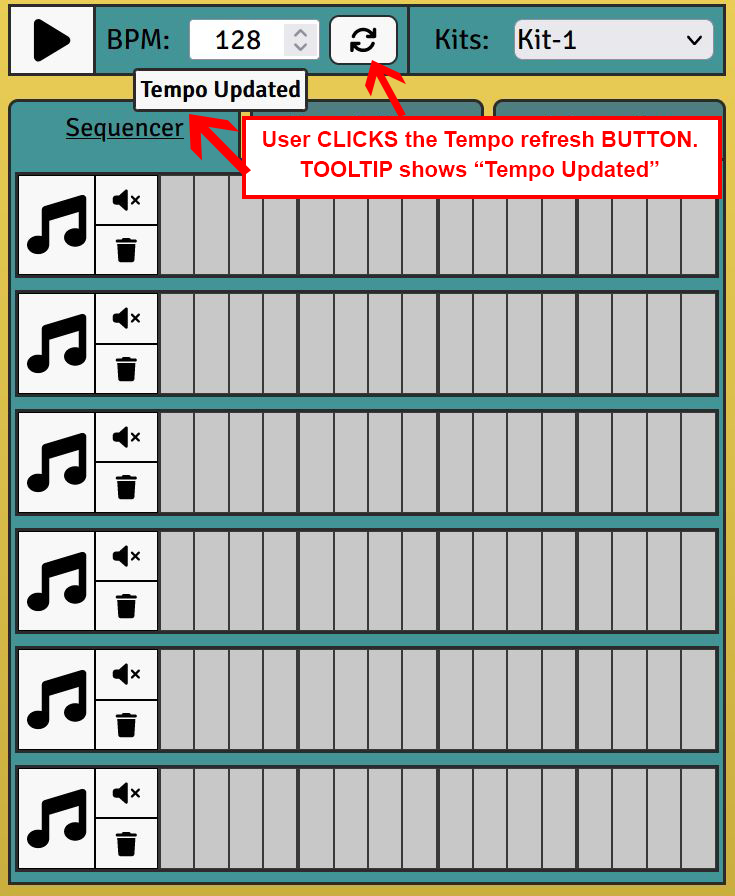 BPM: 128 Kits: Kit-1
Tempo Updated
Sequencer
User CLICKS the Tempo refresh BUTTON.
TOOLTIP shows “Tempo Updated”